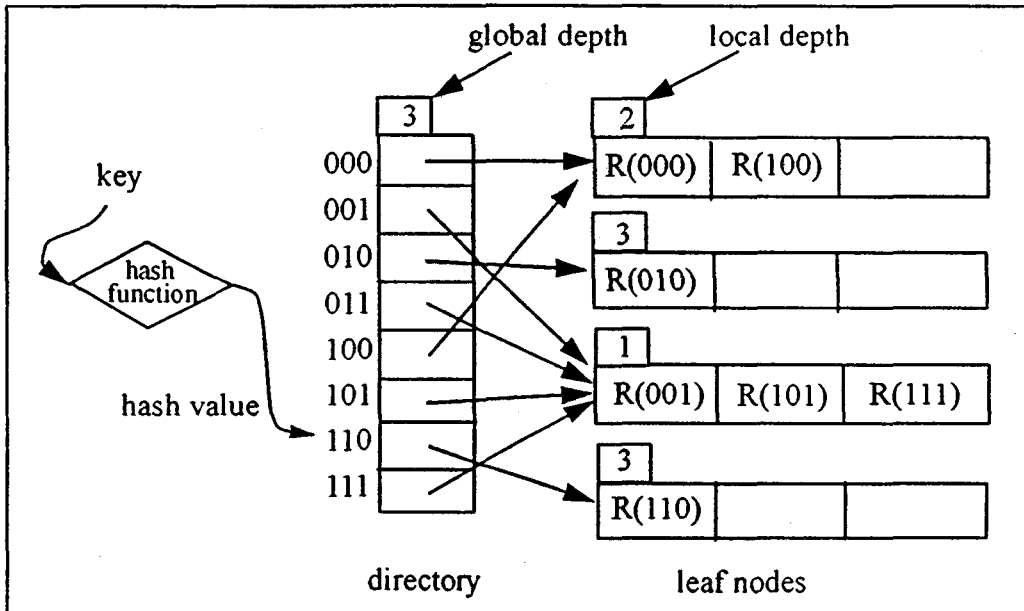 global depth
local depth
3
2
000
R(000) R(100)
key
001
3
010
R(010)
hash
function
011
1
100
R(001) R(101) R(111)
101
hash value
110
3
111
R(110)
directory
leaf nodes